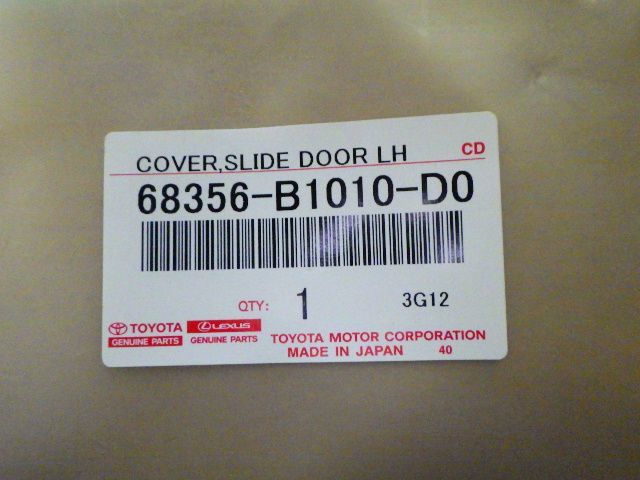 COVER,SLIDE DOOR LH CD
68356-B1010-D0
QTY: 1 3G12
TOYOTA LEXUS
GENUINE PARTS GENUINE PARTS
TOYOTA MOTOR CORPORATION
MADE IN JAPAN 40